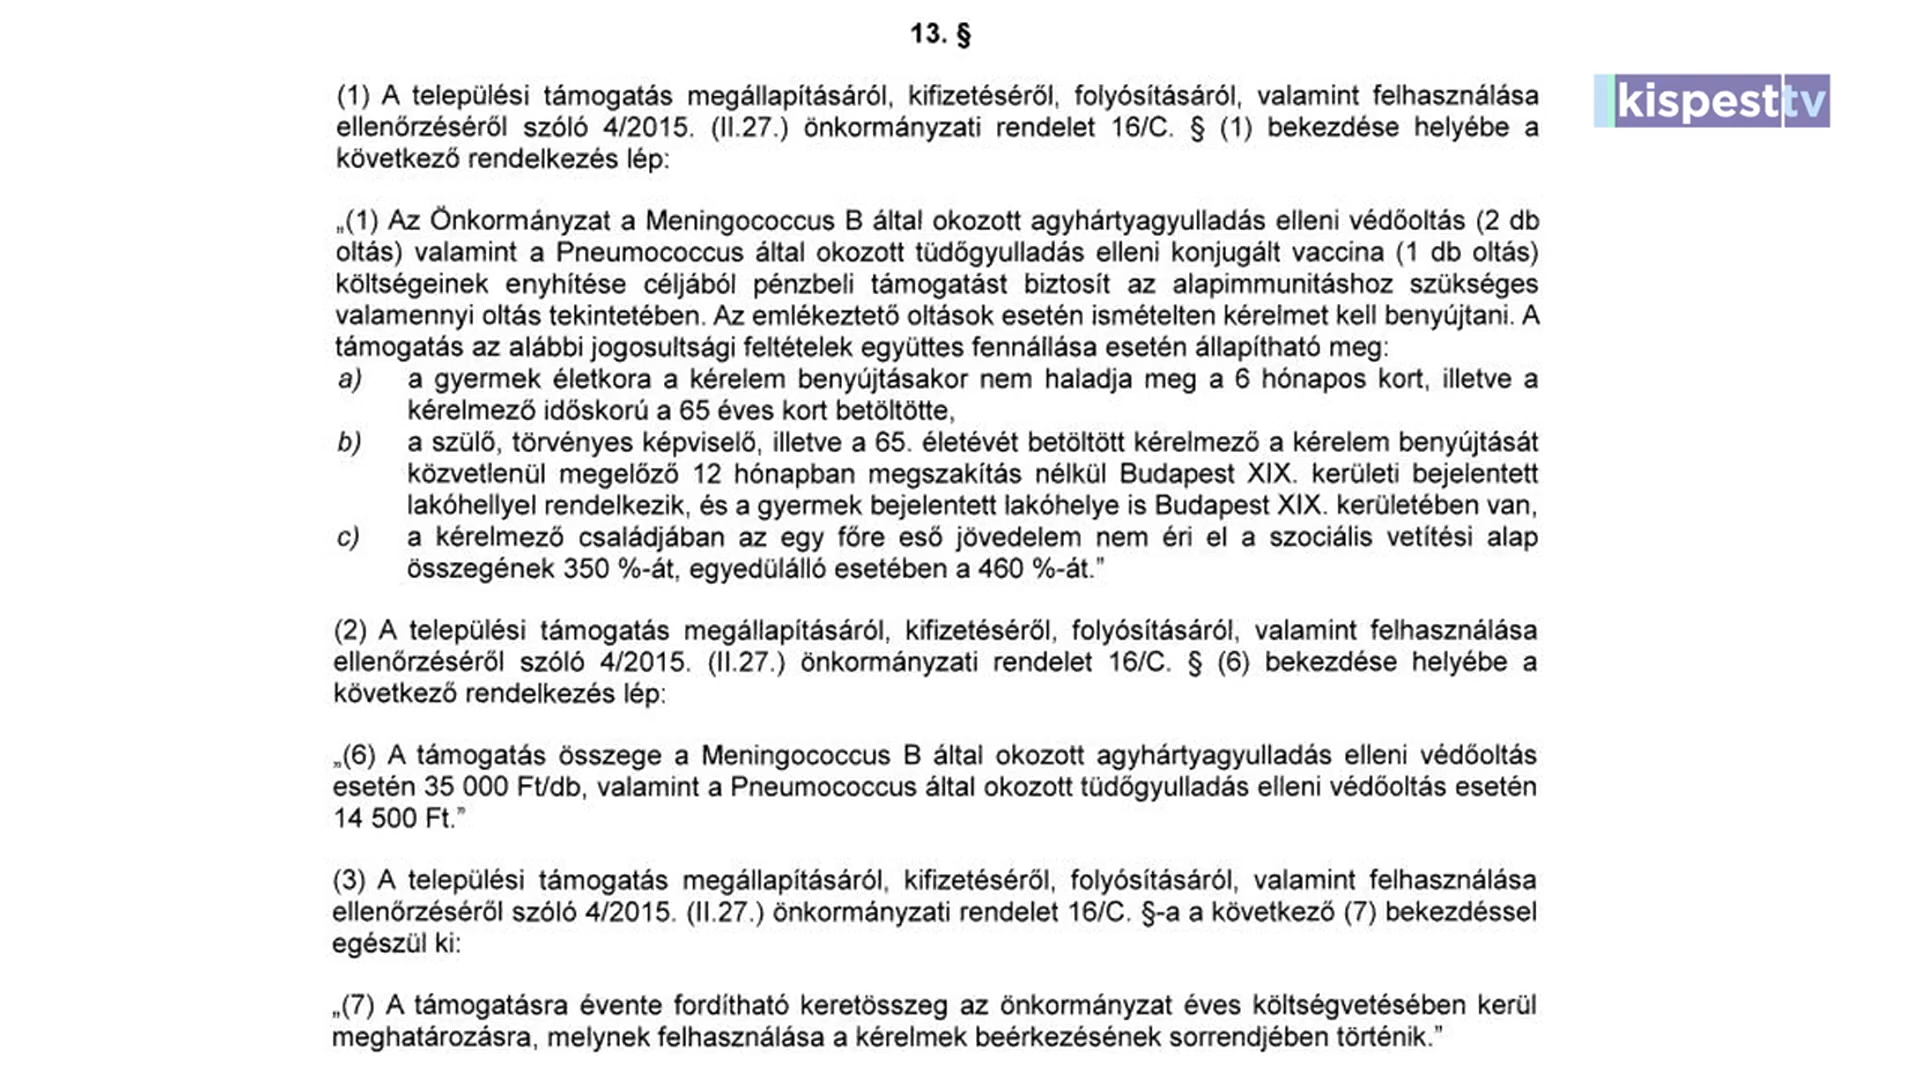 13. §
kispesttv
(1) A települési támogatás megállapításáról, kifizetéséről, folyósításáról, valamint felhasználása
ellenőrzéséről szóló 4/2015. (II.27.) önkormányzati rendelet 16/C. § (1) bekezdése helyébe a
következő rendelkezés lép:
„(1) Az Önkormányzat a Meningococcus B által okozott agyhártyagyulladás elleni védőoltás (2 db
oltás) valamint a Pneumococcus által okozott tüdőgyulladás elleni konjugált vaccina (1 db oltás)
költségeinek enyhítése céljából pénzbeli támogatást biztosít az alapimmunitáshoz szükséges
valamennyi oltás tekintetében. Az emlékeztető oltások esetén ismételten kérelmet kell benyújtani. A
támogatás az alábbi jogosultsági feltételek együttes fennállása esetén állapítható meg:
a) a gyermek életkora a kérelem benyújtásakor nem haladja meg a 6 hónapos kort, illetve a
kérelmező időskorú a 65 éves kort betöltötte,
b) a szülő, törvényes képviselő, illetve a 65. életévét betöltött kérelmező a kérelem benyújtását
közvetlenül megelőző 12 hónapban megszakítás nélkül Budapest XIX. kerületi bejelentett
lakóhellyel rendelkezik, és a gyermek bejelentett lakóhelye is Budapest XIX. kerületében van,
c) a kérelmező családjában az egy főre eső jövedelem nem éri el a szociális vetítési alap
összegének 350 %-át, egyedülálló esetében a 460 %-át.”
(2) A települési támogatás megállapításáról, kifizetéséről, folyósításáról, valamint felhasználása
ellenőrzéséről szóló 4/2015. (II.27.) önkormányzati rendelet 16/C. § (6) bekezdése helyébe a
következő rendelkezés lép:
„(6) A támogatás összege a Meningococcus B által okozott agyhártyagyulladás elleni védőoltás
esetén 35 000 Ft/db, valamint a Pneumococcus által okozott tüdőgyulladás elleni védőoltás esetén
14 500 Ft.”
(3) A települési támogatás megállapításáról, kifizetéséről, folyósításáról, valamint felhasználása
ellenőrzéséről szóló 4/2015. (II.27.) önkormányzati rendelet 16/C. §-a a következő (7) bekezdéssel
egészül ki:
„(7) A támogatásra évente fordítható keretösszeg az önkormányzat éves költségvetésében kerül
meghatározásra, melynek felhasználása a kérelmek beérkezésének sorrendjében történik.”